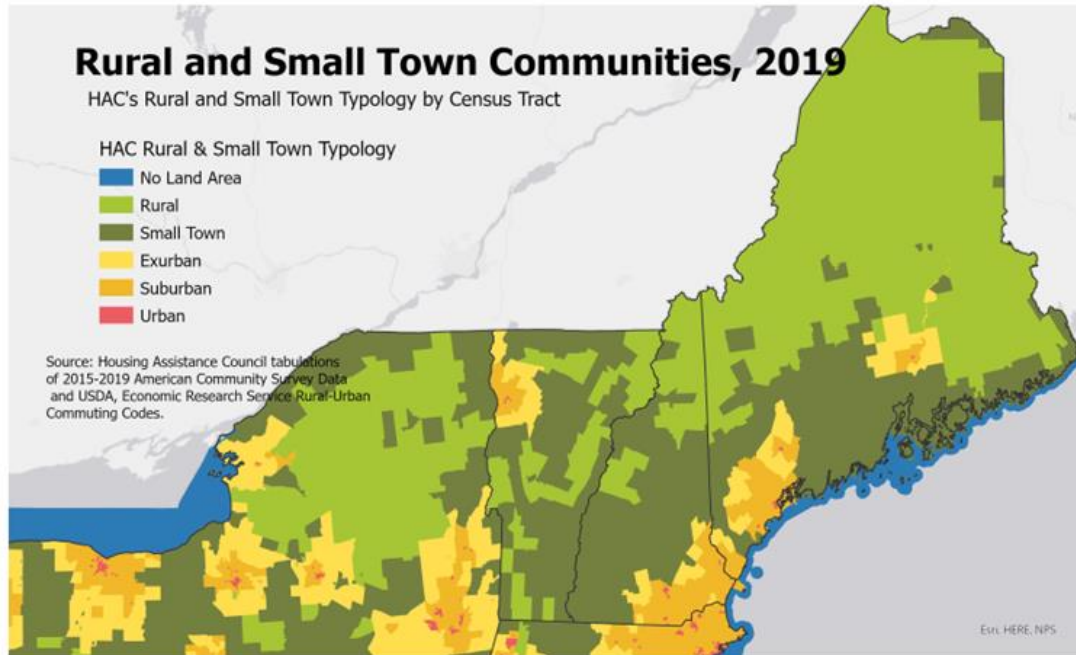 Rural and Small Town Communities, 2019
HAC's Rural and Small Town Typology by Census Tract
HAC Rural & Small Town Typology
No Land Area
Rural
Small Town
Exurban
Suburban
Urban
Source: Housing Assistance Council tabulations
of 2015-2019 American Community Survey Data
and USDA, Economic Research Service Rural-Urban
Commuting Codes.
Esri, HERE, NPS